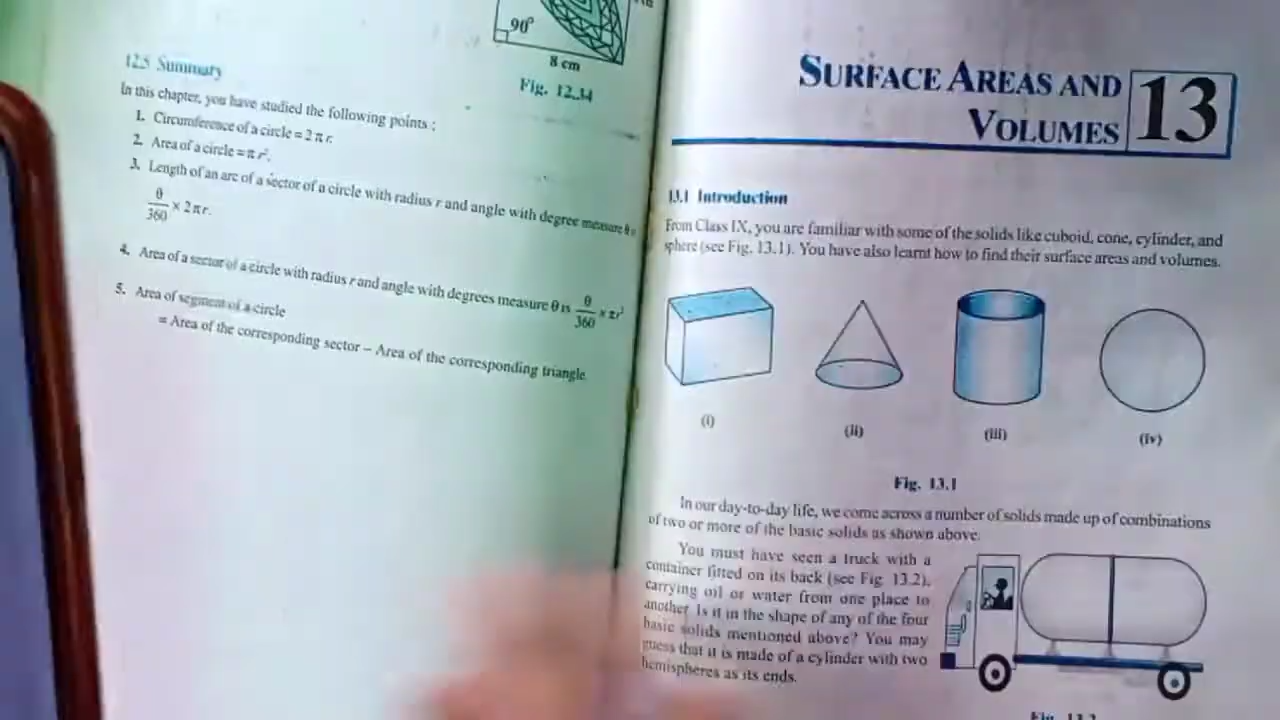 90°
8 cm
Fig. 12.34
12.5 Summary
In this chapter, you have studied the following points :
1. Circumference of a circle = 2 π r.
2. Area of a circle = π r².
3. Length of an arc of a sector of a circle with radius r and angle with degree measure θ
θ/360 × 2 π r.
4. Area of a sector of a circle with radius r and angle with degrees measure θ is θ/360 × πr²
5. Area of segment of a circle
= Area of the corresponding sector – Area of the corresponding triangle.
SURFACE AREAS AND
VOLUMES
13
13.1 Introduction
From Class IX, you are familiar with some of the solids like cuboid, cone, cylinder, and
sphere (see Fig. 13.1). You have also learnt how to find their surface areas and volumes.
(i)
(ii)
(iii)
(iv)
Fig. 13.1
In our day-to-day life, we come across a number of solids made up of combinations
of two or more of the basic solids as shown above.
You must have seen a truck with a
container fitted on its back (see Fig. 13.2),
carrying oil or water from one place to
another. Is it in the shape of any of the four
basic solids mentioned above? You may
guess that it is made of a cylinder with two
hemispheres as its ends.
Fig. 13.2